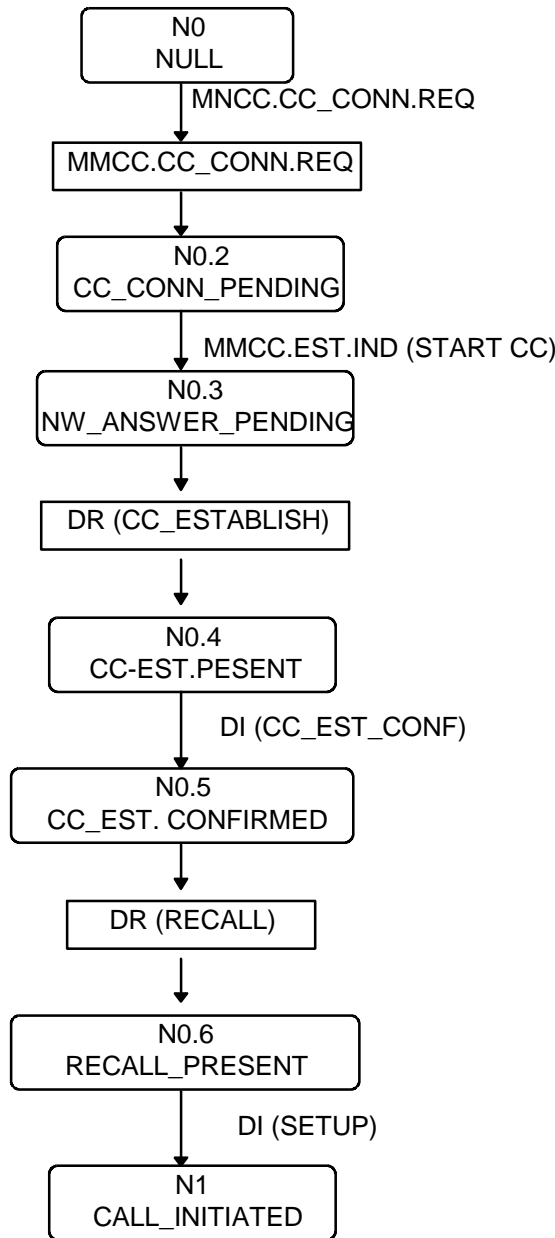 N0
NULL
MNCC.CC_CONN.REQ
MMCC.CC_CONN.REQ
N0.2
CC_CONN_PENDING
MMCC.EST.IND (START CC)
N0.3
NW_ANSWER_PENDING
DR (CC_ESTABLISH)
N0.4
CC-EST.PESENT
DI (CC_EST_CONF)
N0.5
CC_EST. CONFIRMED
DR (RECALL)
N0.6
RECALL_PRESENT
DI (SETUP)
N1
CALL_INITIATED